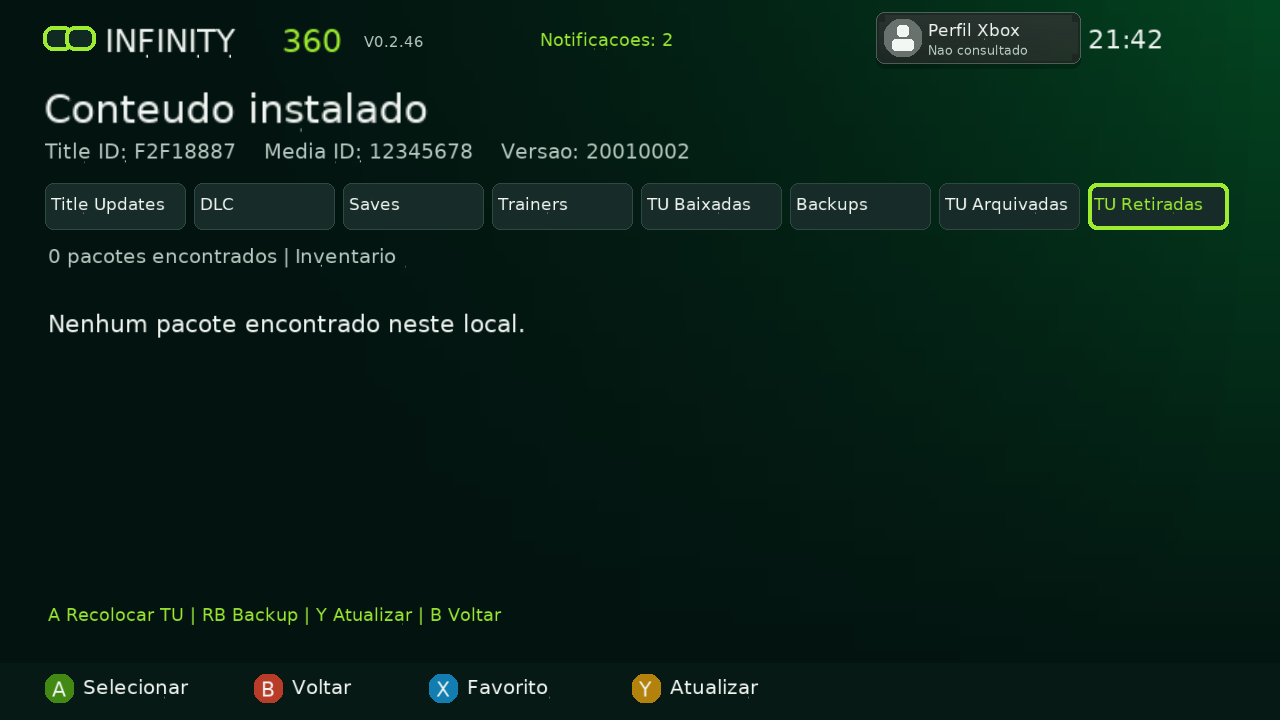 INFINITY 360 V0.2.46 Notificacoes: 2 Perfil Xbox 21:42
Nao consultado
Conteudo instalado
Title ID: F2F18887 Media ID: 12345678 Versao: 20010002
Title Updates DLC Saves Trainers TU Baixadas Backups TU Arquivadas TU Retiradas
0 pacotes encontrados | Inventario
Nenhum pacote encontrado neste local.
A Recolocar TU | RB Backup | Y Atualizar | B Voltar
A Selecionar B Voltar X Favorito Y Atualizar